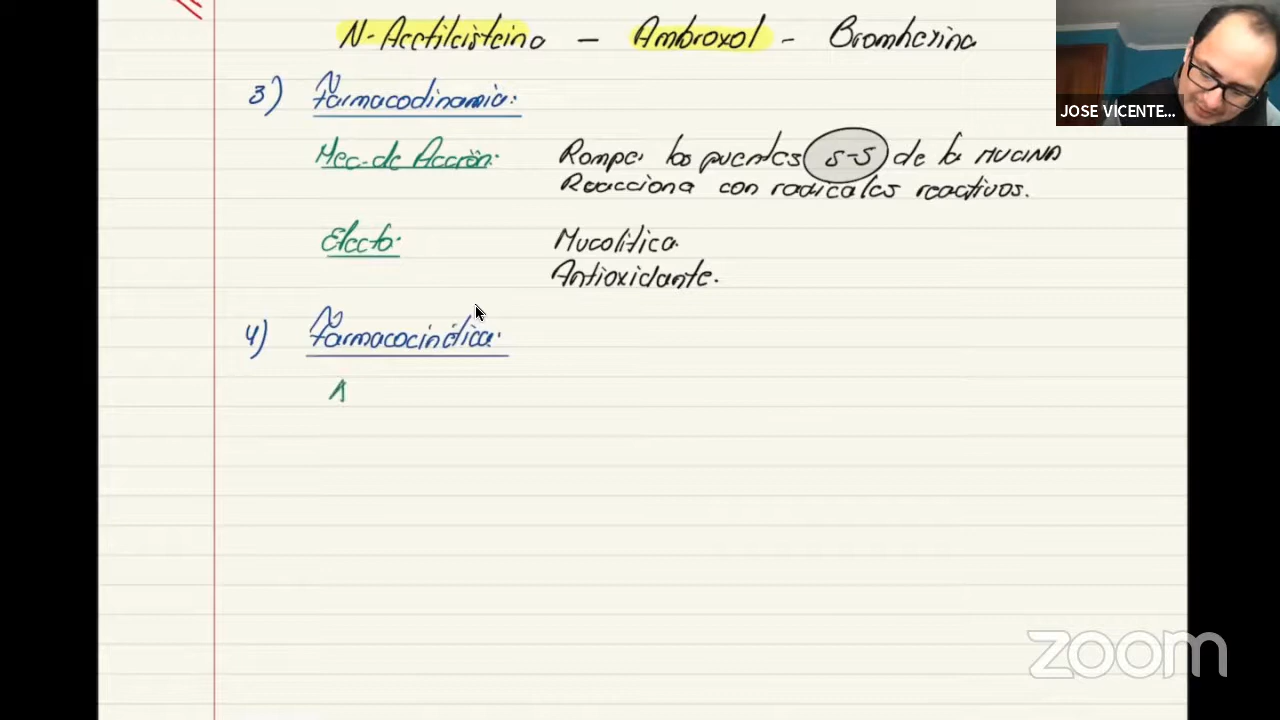 N-Acetilcisteina - Ambroxol - Bromhexina
JOSE VICENTE...
3) Farmacodinamia:
Mec. de Acción: Rompe los puentes S-S de la MUCINA
Reacciona con radicales reactivos.
Efecto: Mucolitica.
Antioxidante.
4) Farmacocinética:
A
zoom